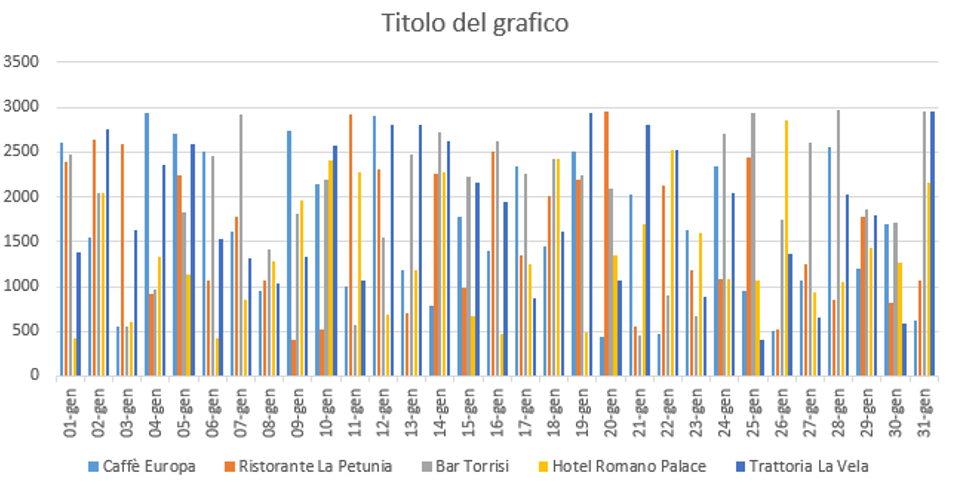 Titolo del grafico
3500
3000
2500
2000
1500
1000
500
0
01-gen
02-gen
03-gen
04-gen
05-gen
06-gen
07-gen
08-gen
09-gen
10-gen
11-gen
12-gen
13-gen
14-gen
15-gen
16-gen
17-gen
18-gen
19-gen
20-gen
21-gen
22-gen
23-gen
24-gen
25-gen
26-gen
27-gen
28-gen
29-gen
30-gen
31-gen
Caffè Europa Ristorante La Petunia Bar Torrisi Hotel Romano Palace Trattoria La Vela